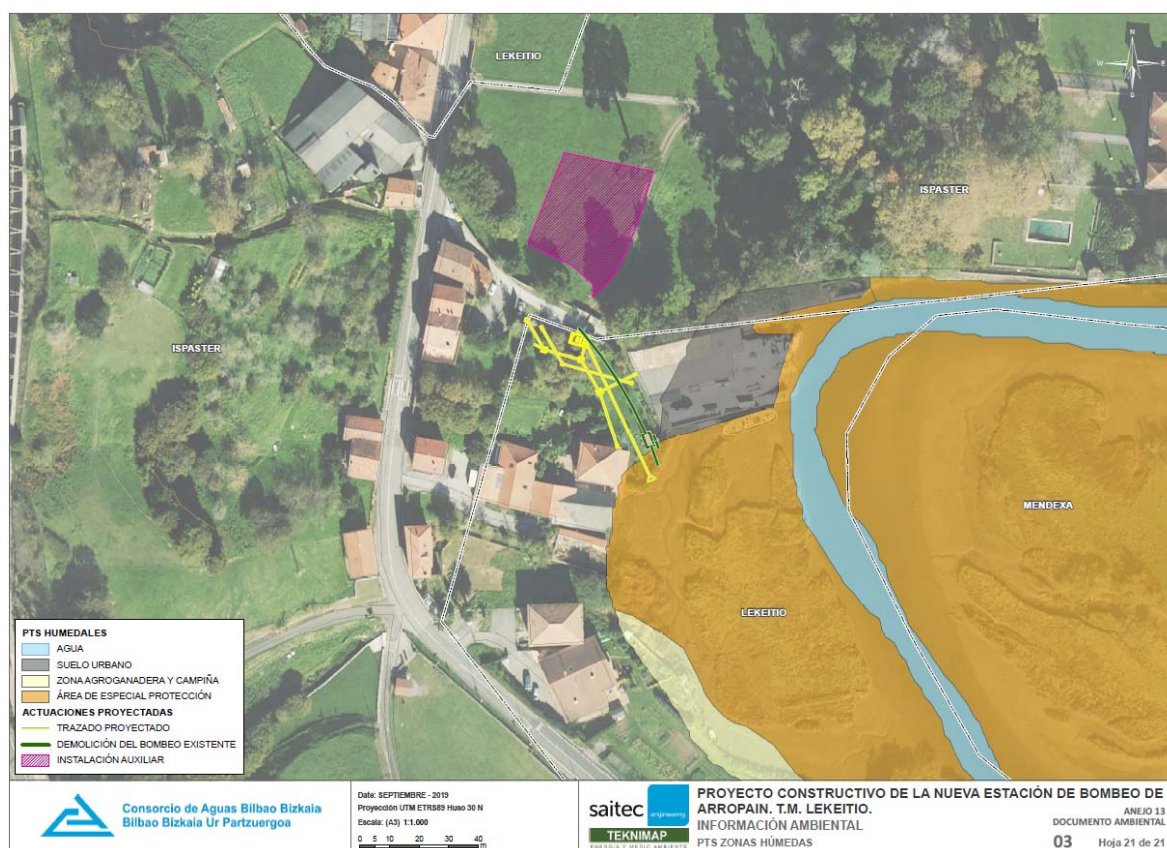 LEKEITIO
N
W
E
S
ISPASTER
ISPASTER
MENDEXA
LEKEITIO
PTS HUMEDALES
AGUA
SUELO URBANO
ZONA AGROGANADERA Y CAMPIÑA
ÁREA DE ESPECIAL PROTECCIÓN
ACTUACIONES PROYECTADAS
TRAZADO PROYECTADO
DEMOLICIÓN DEL BOMBEO EXISTENTE
INSTALACIÓN AUXILIAR
Consorcio de Aguas Bilbao Bizkaia
Bilbao Bizkaia Ur Partzuergoa
Date: SEPTIEMBRE - 2019
Proyección UTM ETRS89 Huso 30 N
Escala: (A3) 1:1.000
0 5 10 20 30 40
m
saitec engineering
TEKNIMAP
ENERGÍA Y MEDIO AMBIENTE
PROYECTO CONSTRUCTIVO DE LA NUEVA ESTACIÓN DE BOMBEO DE
ARROPAIN. T.M. LEKEITIO.
INFORMACIÓN AMBIENTAL
PTS ZONAS HÚMEDAS
ANEJO 13
DOCUMENTO AMBIENTAL
03 Hoja 21 de 21